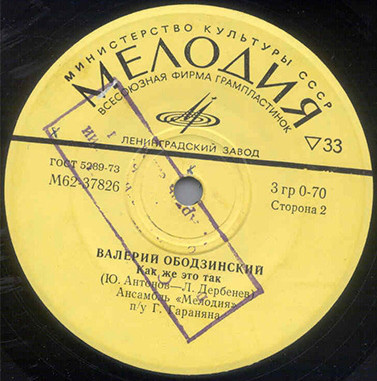 МИНИСТЕРСТВО КУЛЬТУРЫ СССР
МЕЛОДИЯ
ВСЕСОЮЗНАЯ ФИРМА ГРАМПЛАСТИНОК
▽33
ЛЕНИНГРАДСКИЙ ЗАВОД
ГОСТ 5289-73
М62-37826
3 гр 0-70
Сторона 2
ВАЛЕРИЙ ОБОДЗИНСКИЙ
Как же это так
(Ю. Антонов—Л. Дербенев)
Ансамбль «Мелодия»
п/у Г. Гараняна